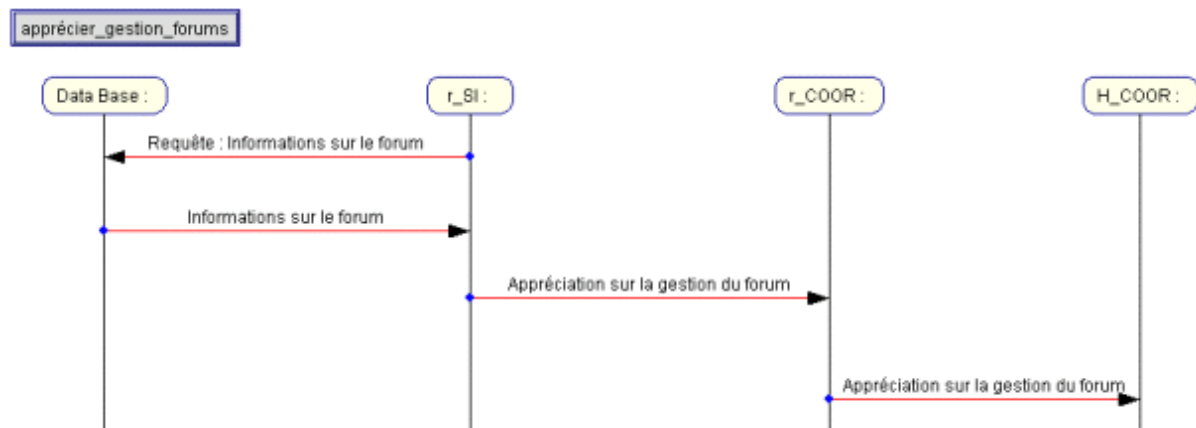 apprécier_gestion_forums
Data Base :
r_SI :
r_COOR :
H_COOR :
Requête : Informations sur le forum
Informations sur le forum
Appréciation sur la gestion du forum
Appréciation sur la gestion du forum